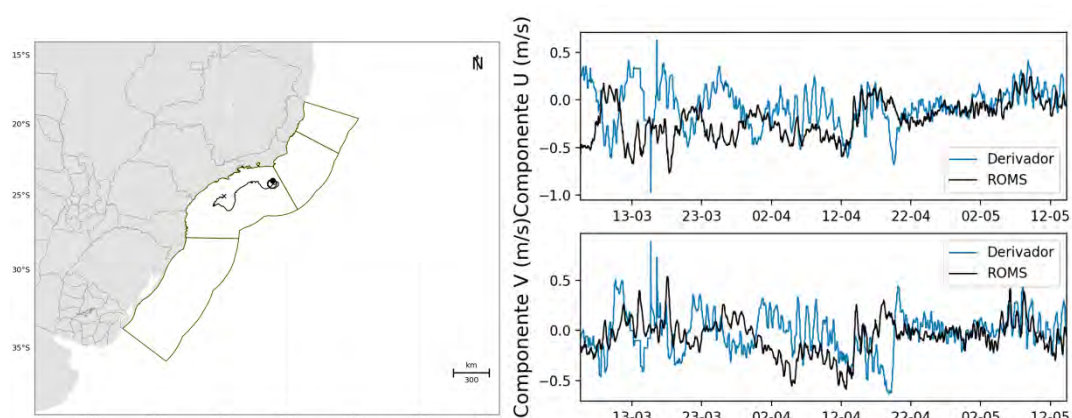 15°S
20°S
25°S
30°S
35°S
N
km
300
Componente U (m/s)
0.5
0.0
−0.5
−1.0
Derivador
ROMS
13-03
23-03
02-04
12-04
22-04
02-05
12-05
Componente V (m/s)
0.5
0.0
−0.5
Derivador
ROMS
13-03
23-03
02-04
12-04
22-04
02-05
12-05